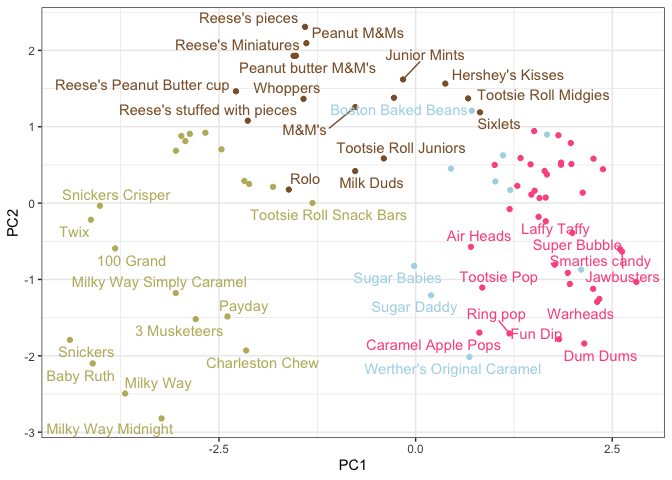 Reese's pieces
Peanut M&M's
Reese's Miniatures
Junior Mints
Peanut butter M&M's
Hershey's Kisses
Reese's Peanut Butter cup
Whoppers
Tootsie Roll Midgies
Reese's stuffed with pieces
Boston Baked Beans
M&M's
Sixlets
Tootsie Roll Juniors
Rolo
Milk Duds
Snickers Crisper
Tootsie Roll Snack Bars
Twix
Laffy Taffy
Air Heads
Super Bubble
100 Grand
Smarties candy
Milky Way Simply Caramel
Sugar Babies
Tootsie Pop
Jawbusters
Payday
Sugar Daddy
Ring pop
Warheads
3 Musketeers
Fun Dip
Snickers
Caramel Apple Pops
Charleston Chew
Dum Dums
Baby Ruth
Werther's Original Caramel
Milky Way
Milky Way Midnight
2
1
0
-1
-2
-3
PC2
-2.5
0.0
2.5
PC1